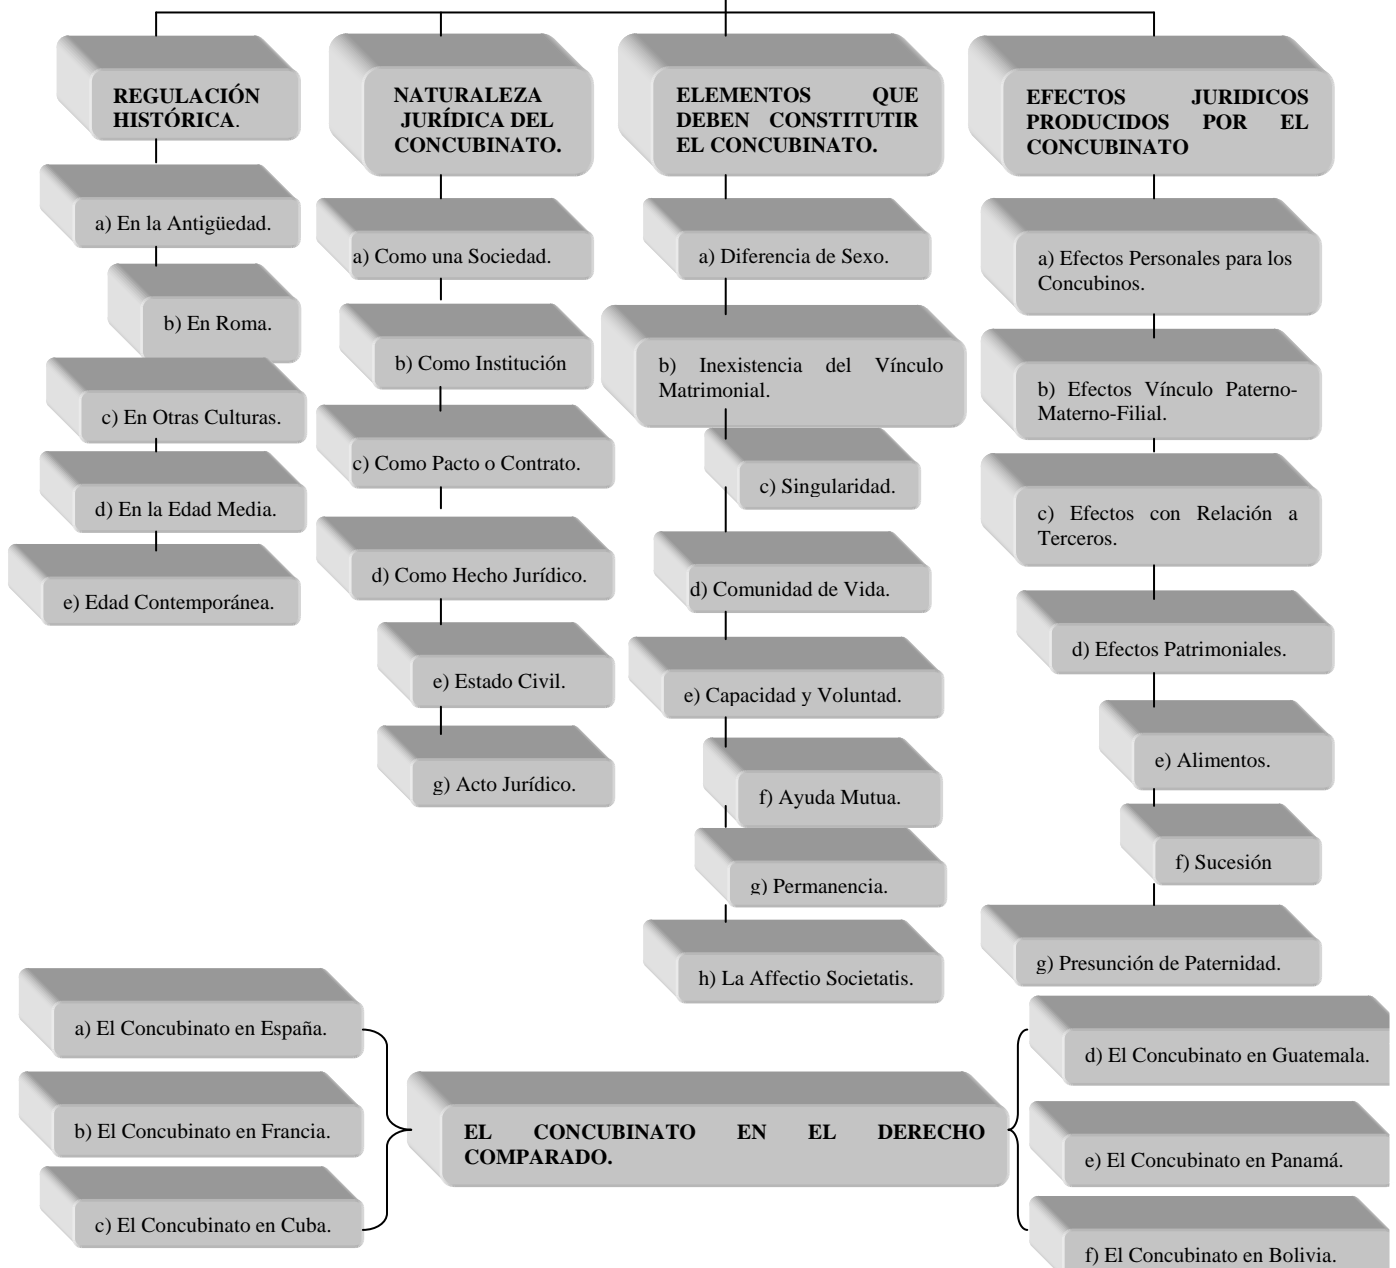 REGULACIÓN
HISTÓRICA.
a) En la Antigüedad.
b) En Roma.
c) En Otras Culturas.
d) En la Edad Media.
e) Edad Contemporánea.
NATURALEZA
JURÍDICA DEL
CONCUBINATO.
a) Como una Sociedad.
b) Como Institución
c) Como Pacto o Contrato.
d) Como Hecho Jurídico.
e) Estado Civil.
g) Acto Jurídico.
ELEMENTOS QUE
DEBEN CONSTITUTIR
EL CONCUBINATO.
a) Diferencia de Sexo.
b) Inexistencia del Vínculo
Matrimonial.
c) Singularidad.
d) Comunidad de Vida.
e) Capacidad y Voluntad.
f) Ayuda Mutua.
g) Permanencia.
h) La Affectio Societatis.
EFECTOS JURIDICOS
PRODUCIDOS POR EL
CONCUBINATO
a) Efectos Personales para los
Concubinos.
b) Efectos Vínculo Paterno-
Materno-Filial.
c) Efectos con Relación a
Terceros.
d) Efectos Patrimoniales.
e) Alimentos.
f) Sucesión
g) Presunción de Paternidad.
a) El Concubinato en España.
b) El Concubinato en Francia.
c) El Concubinato en Cuba.
EL CONCUBINATO EN EL DERECHO
COMPARADO.
d) El Concubinato en Guatemala.
e) El Concubinato en Panamá.
f) El Concubinato en Bolivia.